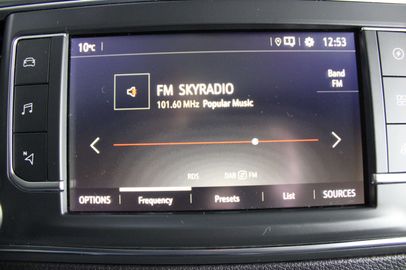 10°C 12:53
FM SKYRADIO
101.60 MHz Popular Music
Band
FM
N
RDS DAB FM
OPTIONS Frequency Presets List SOURCES